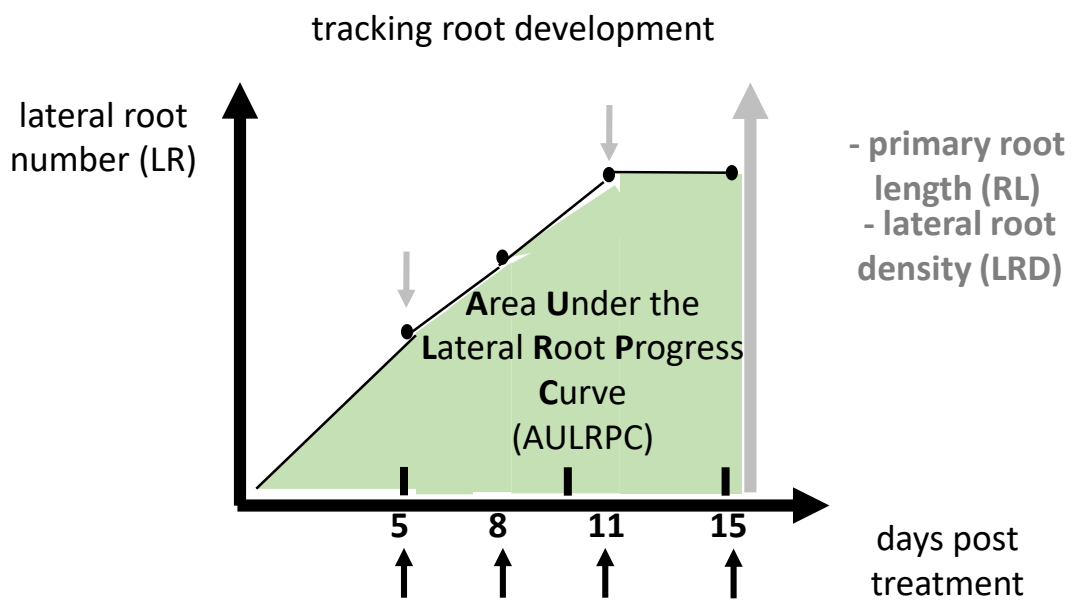 tracking root development
lateral root
number (LR)
- primary root
length (RL)
- lateral root
density (LRD)
Area Under the
Lateral Root Progress
Curve
(AULRPC)
5 8 11 15
days post
treatment